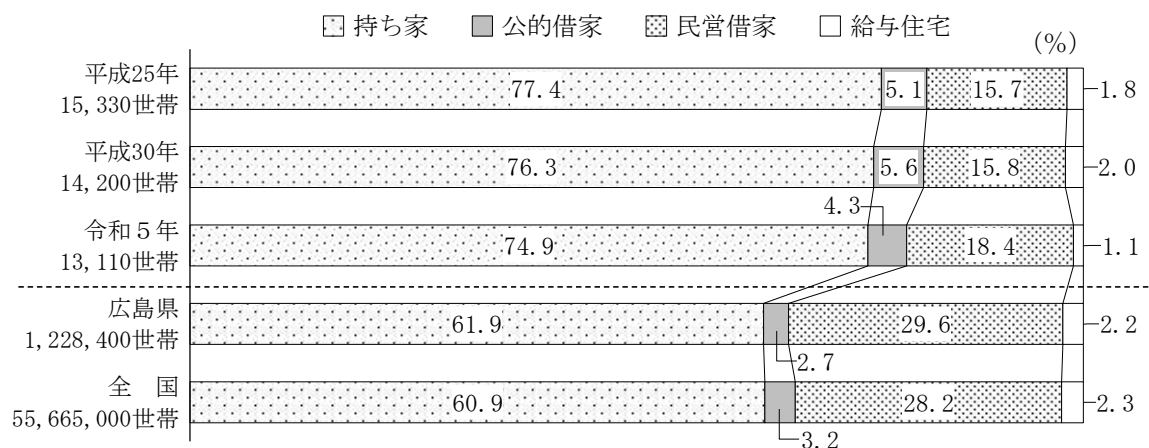 持ち家 公的借家 民営借家 給与住宅
(%)
平成25年
15,330世帯
77.4 5.1 15.7 1.8
平成30年
14,200世帯
76.3 5.6 15.8 2.0
4.3
令和5年
13,110世帯
74.9 18.4 1.1
広島県
1,228,400世帯
61.9 29.6 2.2
2.7
全 国
55,665,000世帯
60.9 28.2 2.3
3.2